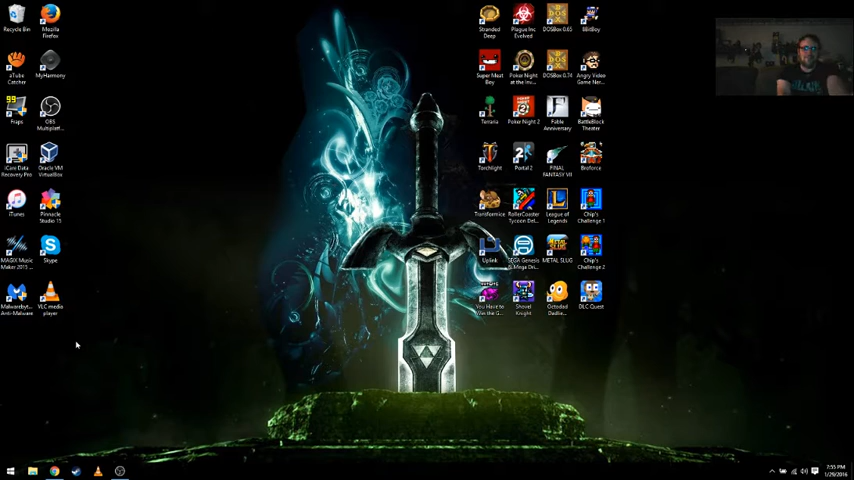 Recycle Bin
Mozilla
Firefox
aTube
Catcher
MyHarmony
99
Fraps
OBS
Multiplatf...
iCare Data
Recovery Pro
Oracle VM
VirtualBox
iTunes
Pinnacle
Studio 15
MAGIX Music
Maker 2015 ...
Skype
Malwarebyt...
Anti-Malware
VLC media
player
Stranded
Deep
Plague Inc
Evolved
DOSBox 0.65
8BitBoy
Super Meat
Boy
Poker Night
at the Inv...
DOSBox 0.74
Angry Video
Game Ner...
Terraria
Poker Night 2
Fable
Anniversary
BattleBlock
Theater
Torchlight
Portal 2
FINAL
FANTASY VII
Broforce
Transformice
RollerCoaster
Tycoon Del...
League of
Legends
Chip's
Challenge 1
Uplink
SEGA Genesis
& Mega Dri...
METAL SLUG
Chip's
Challenge 2
You Have to
Win the G...
Shovel
Knight
Octodad
Dadlie...
DLC Quest
7:55 PM
1/29/2016